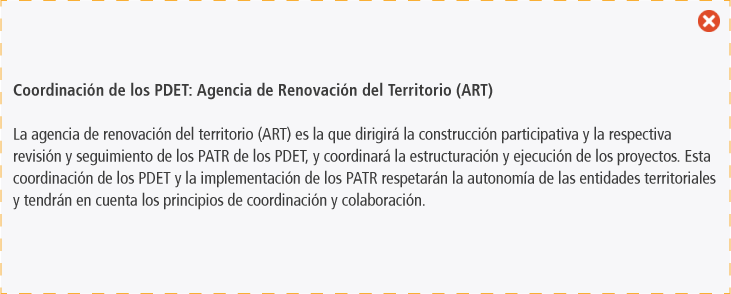 Coordinación de los PDET: Agencia de Renovación del Territorio (ART)
La agencia de renovación del territorio (ART) es la que dirigirá la construcción participativa y la respectiva
revisión y seguimiento de los PATR de los PDET, y coordinará la estructuración y ejecución de los proyectos. Esta
coordinación de los PDET y la implementación de los PATR respetarán la autonomía de las entidades territoriales
y tendrán en cuenta los principios de coordinación y colaboración.